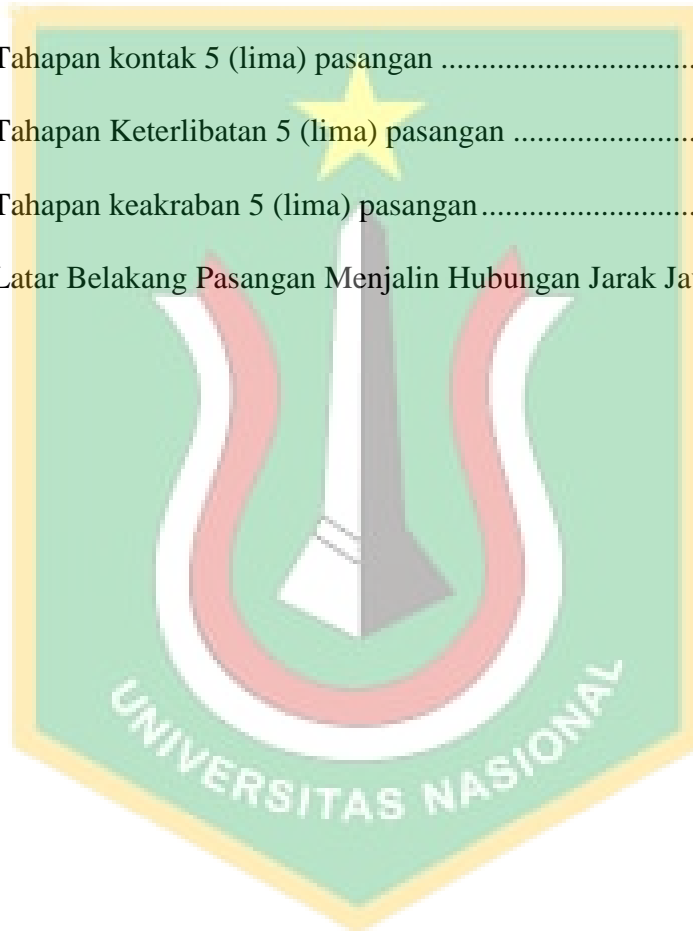 Tahapan kontak 5 (lima) pasangan ................................
Tahapan Keterlibatan 5 (lima) pasangan .......................
Tahapan keakraban 5 (lima) pasangan...........................
Latar Belakang Pasangan Menjalin Hubungan Jarak
UNIVERSITAS NASIONAL